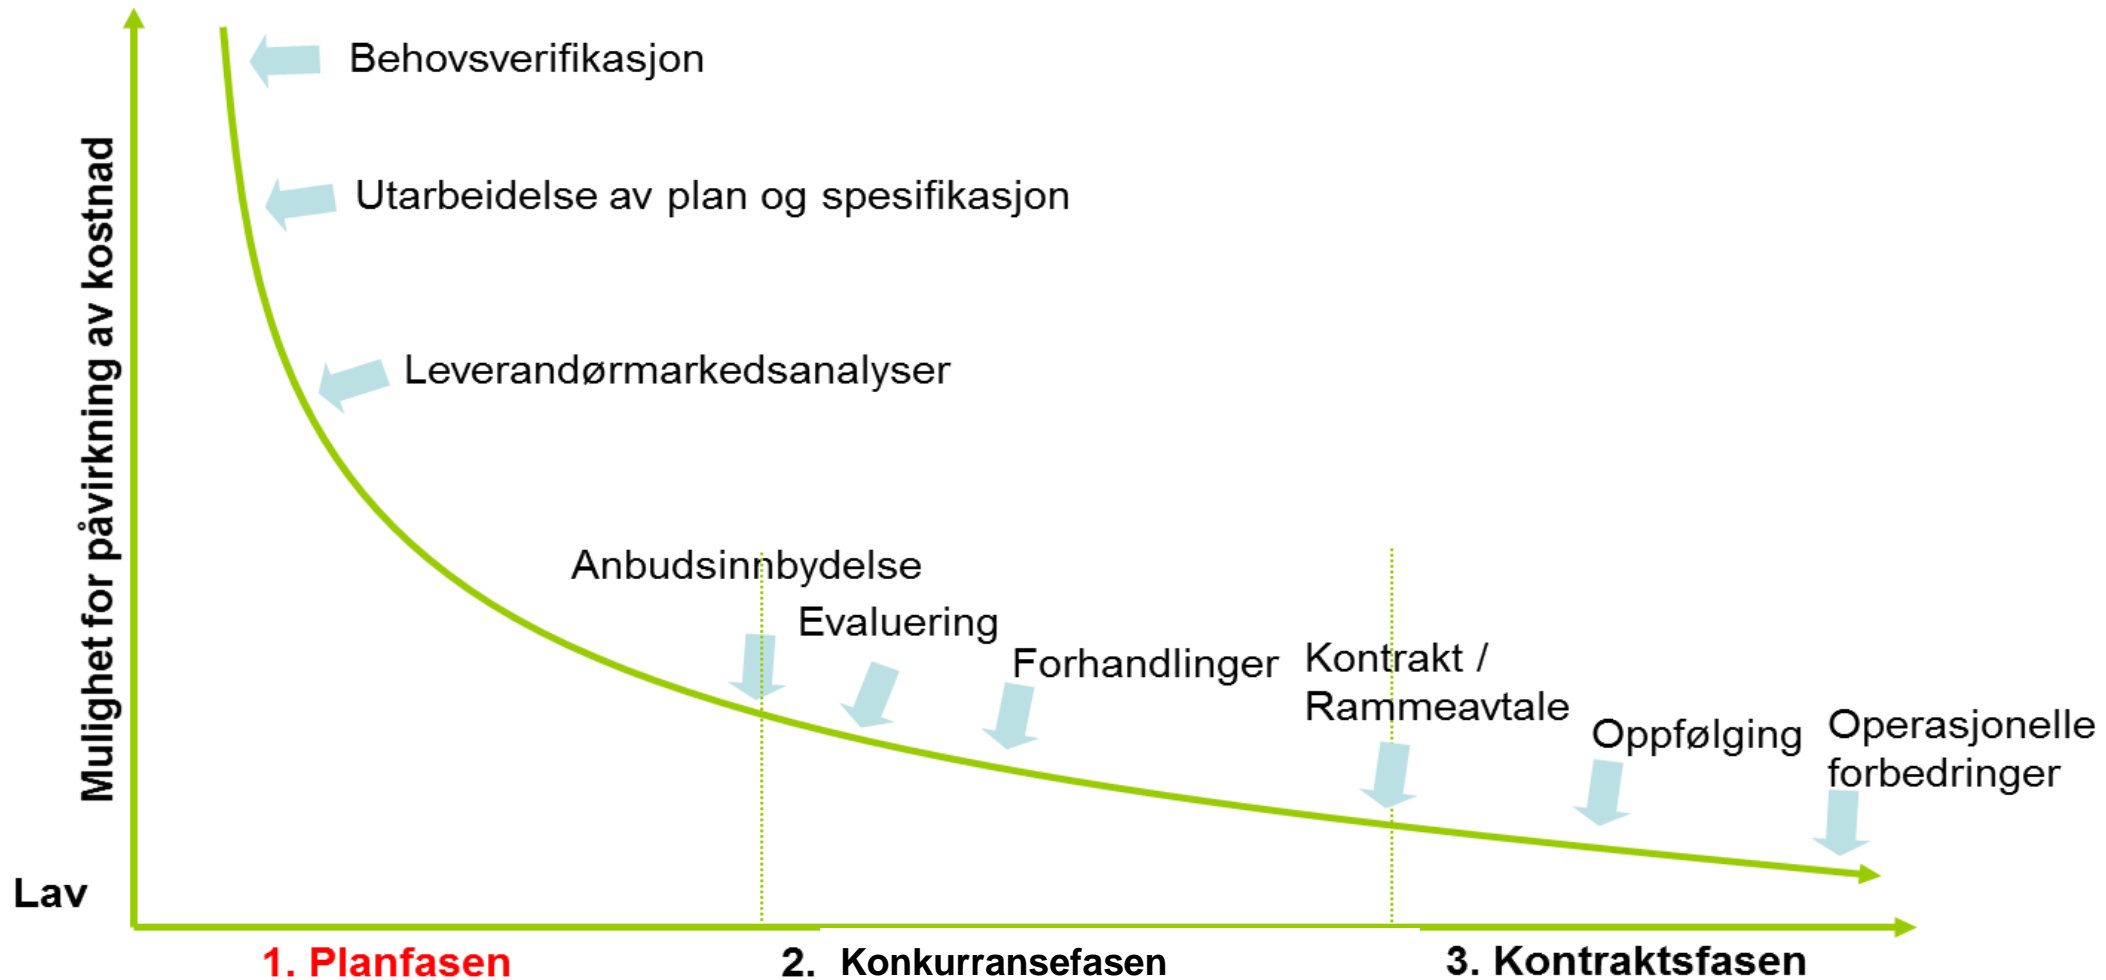 Behovsverifikasjon
Utarbeidelse av plan og spesifikasjon
Mulighet for påvirkning av kostnad
Leverandørmarkedsanalyser
Anbudsinnbydelse
Evaluering
Forhandlinger
Kontrakt /
Rammeavtale
Oppfølging
Operasjonelle
forbedringer
Lav
1. Planfasen
2. Konkurransefasen
3. Kontraktsfasen